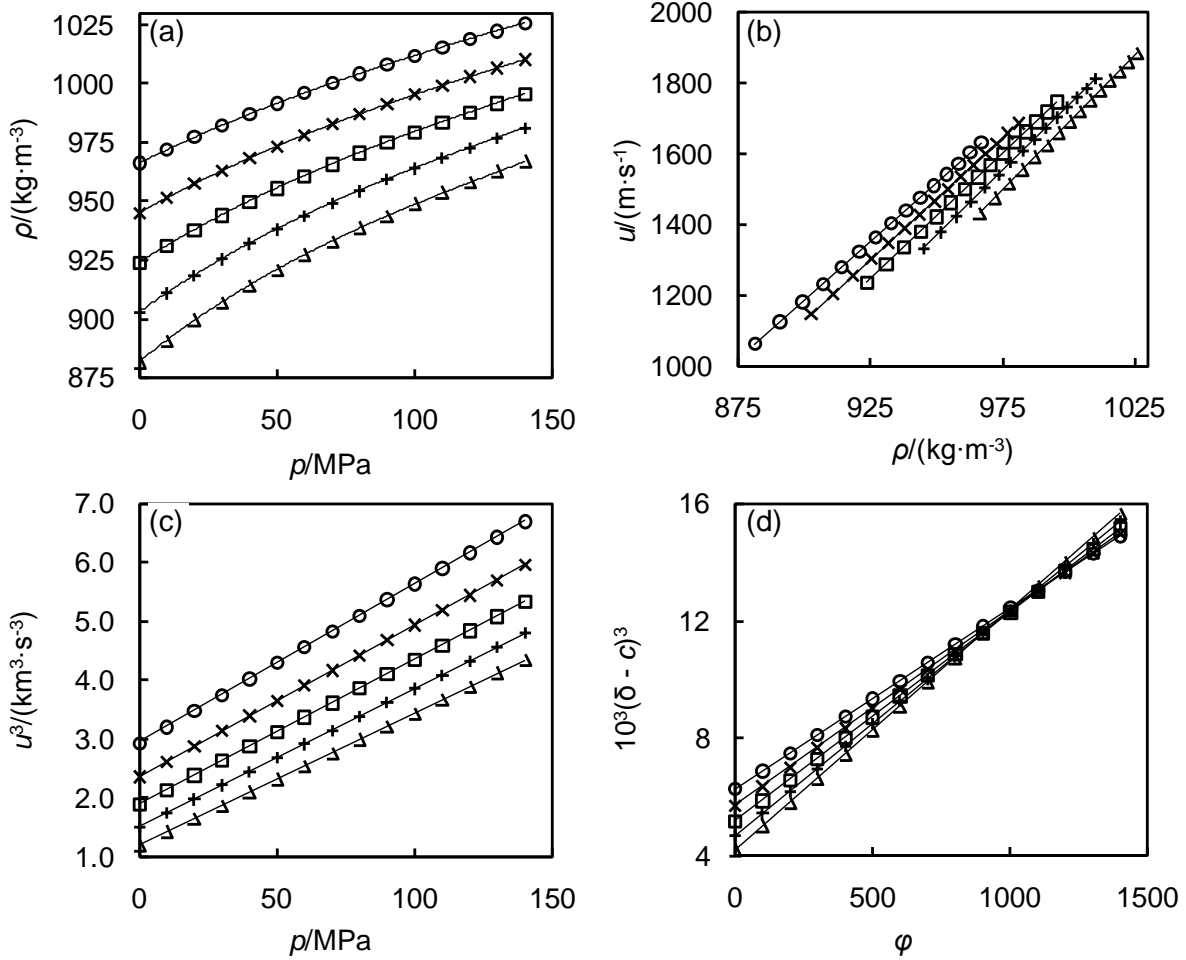 (a)
ρ/(kg·m-3)
1025
1000
975
950
925
900
875
0 50 100 150
p/MPa
(b)
u/(m·s-1)
2000
1800
1600
1400
1200
1000
875 925 975 1025
ρ/(kg·m-3)
(c)
u3/(km3·s-3)
7.0
6.0
5.0
4.0
3.0
2.0
1.0
0 50 100 150
p/MPa
(d)
103(δ - c)3
16
12
8
4
0 500 1000 1500
φ